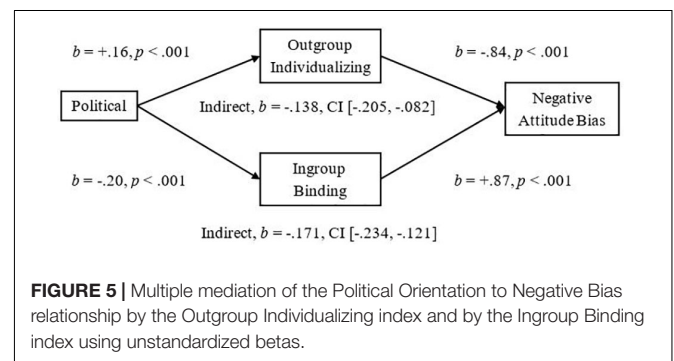 b = +.16, p < .001
Outgroup
Individualizing
b = -.84, p < .001
Political
Indirect, b = -.138, CI [-.205, -.082]
Negative
Attitude Bias
b = -.20, p < .001
Ingroup
Binding
b = +.87, p < .001
Indirect, b = -.171, CI [-.234, -.121]
FIGURE 5 | Multiple mediation of the Political Orientation to Negative Bias
relationship by the Outgroup Individualizing index and by the Ingroup Binding
index using unstandardized betas.